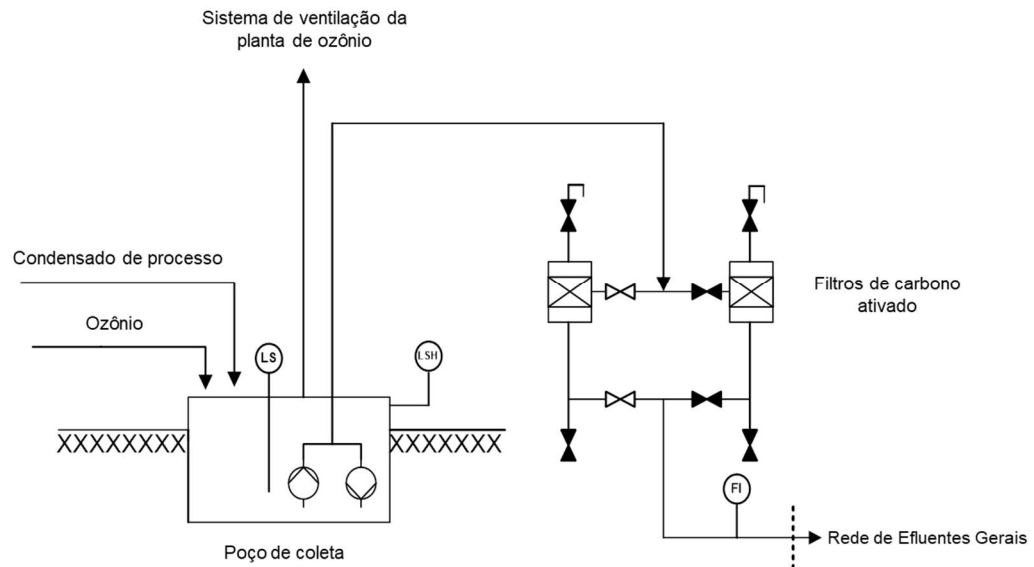 Sistema de ventilação da
planta de ozônio
Condensado de processo
Ozônio
LS
LSH
Filtros de carbono
ativado
FI
Rede de Efluentes Gerais
Poço de coleta